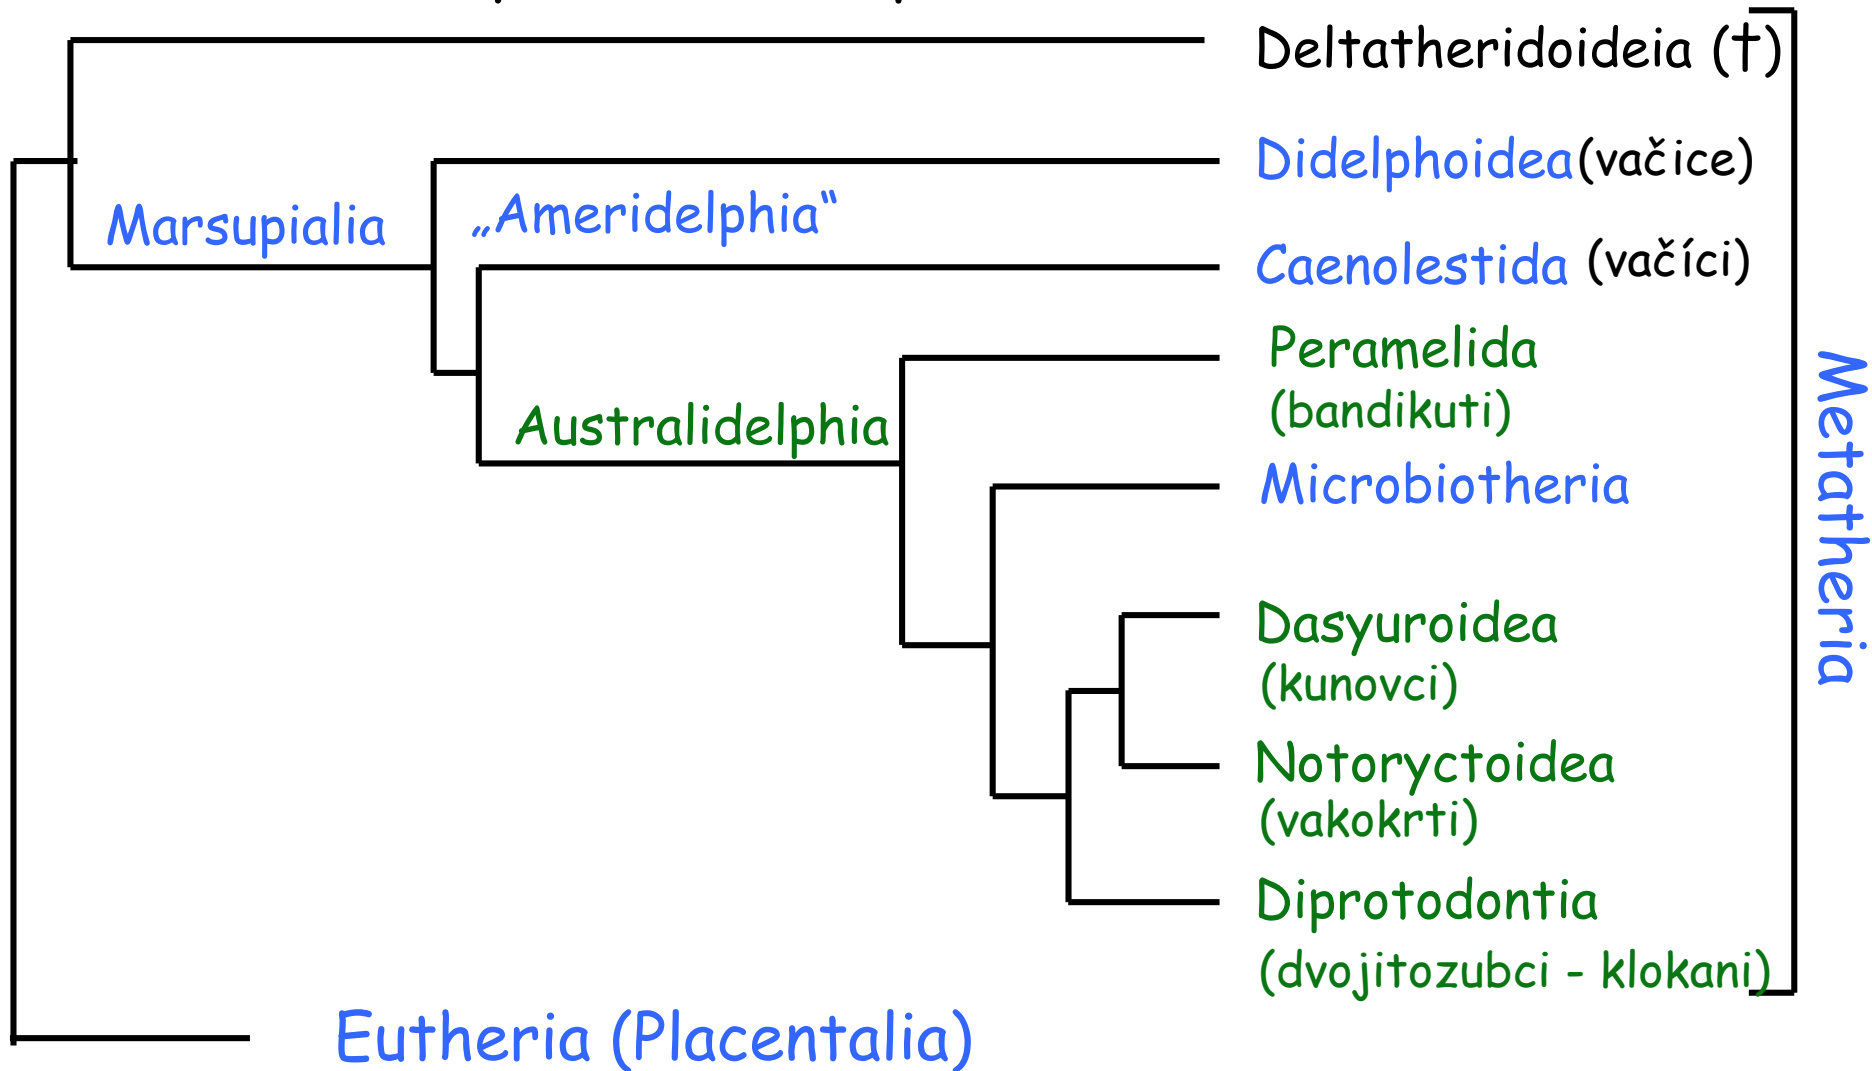 Deltatheridoideia (†)
Didelphoidea (vačice)
Marsupialia
„Ameridelphia“
Caenolestida (vačíci)
Peramelida
(bandikuti)
Australidelphia
Microbiotheria
Metatheria
Dasyuroidea
(kunovci)
Notoryctoidea
(vakokrti)
Diprotodontia
(dvojitozubci - klokani)
Eutheria (Placentalia)